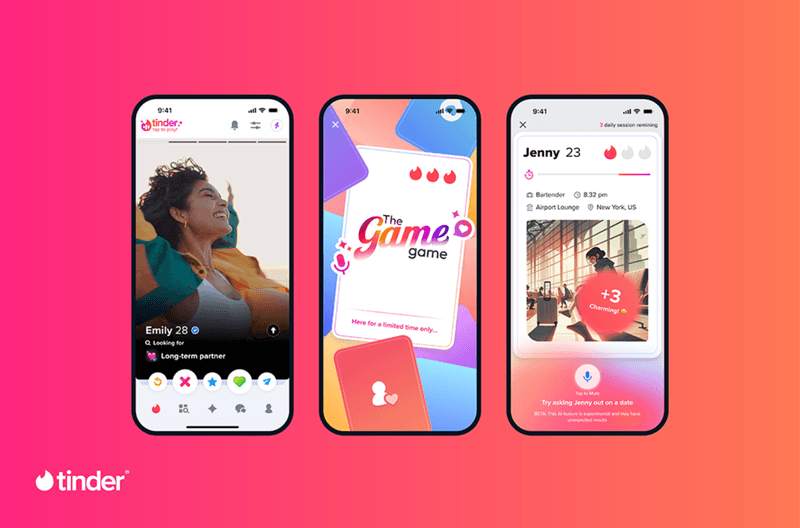 9:41
tinder
tap to play!
Emily 28
Looking for
Long-term partner
9:41
The
Game
game
Here for a limited time only...
9:41
3 daily session remining
Jenny 23
Bartender
8:32 pm
Airport Lounge
New York, US
+3
Charming!
Tap to Mute
Try asking Jenny out on a date
BETA. This AI feature is experimental and may have
unexpected results
tinder®